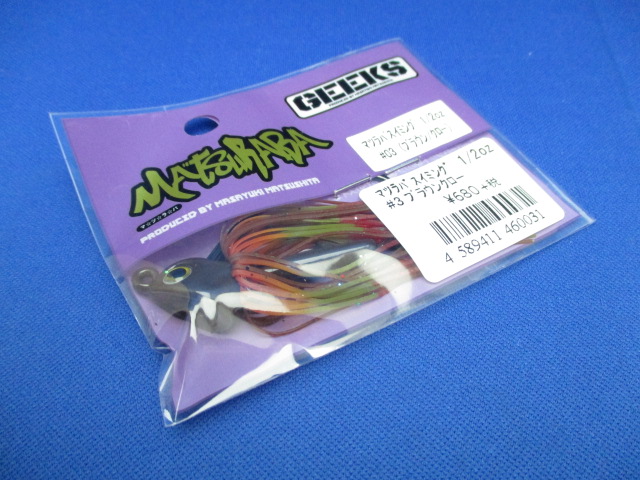 GEEKS
MATSURABA
マ・ツ・ラ・バ
PRODUCED BY MASAYUKI MATSUSHITA
マツラバ スイミング 1/2oz
#03 (ブラウンクロー)
マツラバ スイミング 1/2oz
#3 ブラウンクロー
¥680+税
4 589411 460031